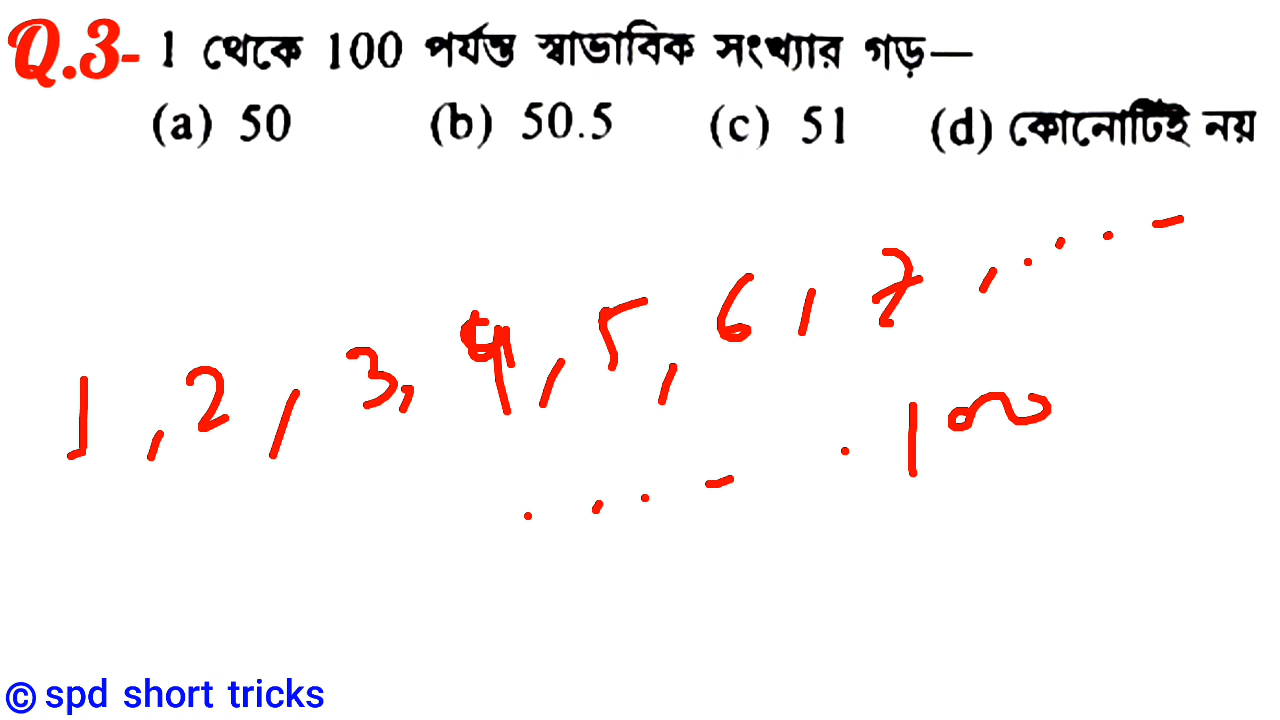 Q.3- 1 থেকে 100 পর্যন্ত স্বাভাবিক সংখ্যার গড়—
(a) 50 (b) 50.5 (c) 51 (d) কোনোটিই নয়
1 , 2 , 3, 4 , 5 , 6 , 7 , . . . -
. . . - . 100
© spd short tricks